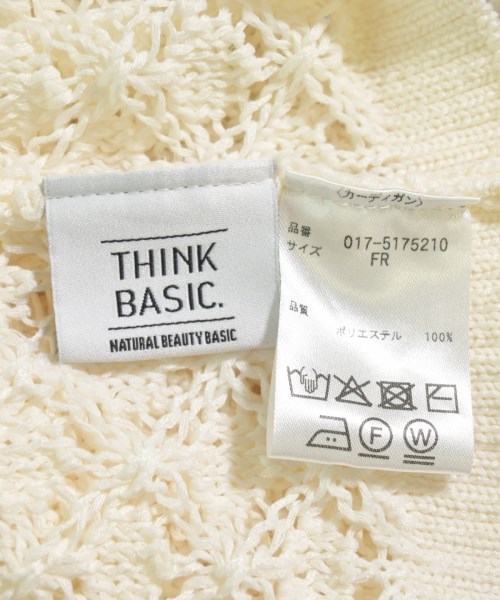 THINK
BASIC.
NATURAL BEAUTY BASIC
〈カーディガン〉
品番 017-5175210
サイズ FR
品質
ポリエステル 100%
F W